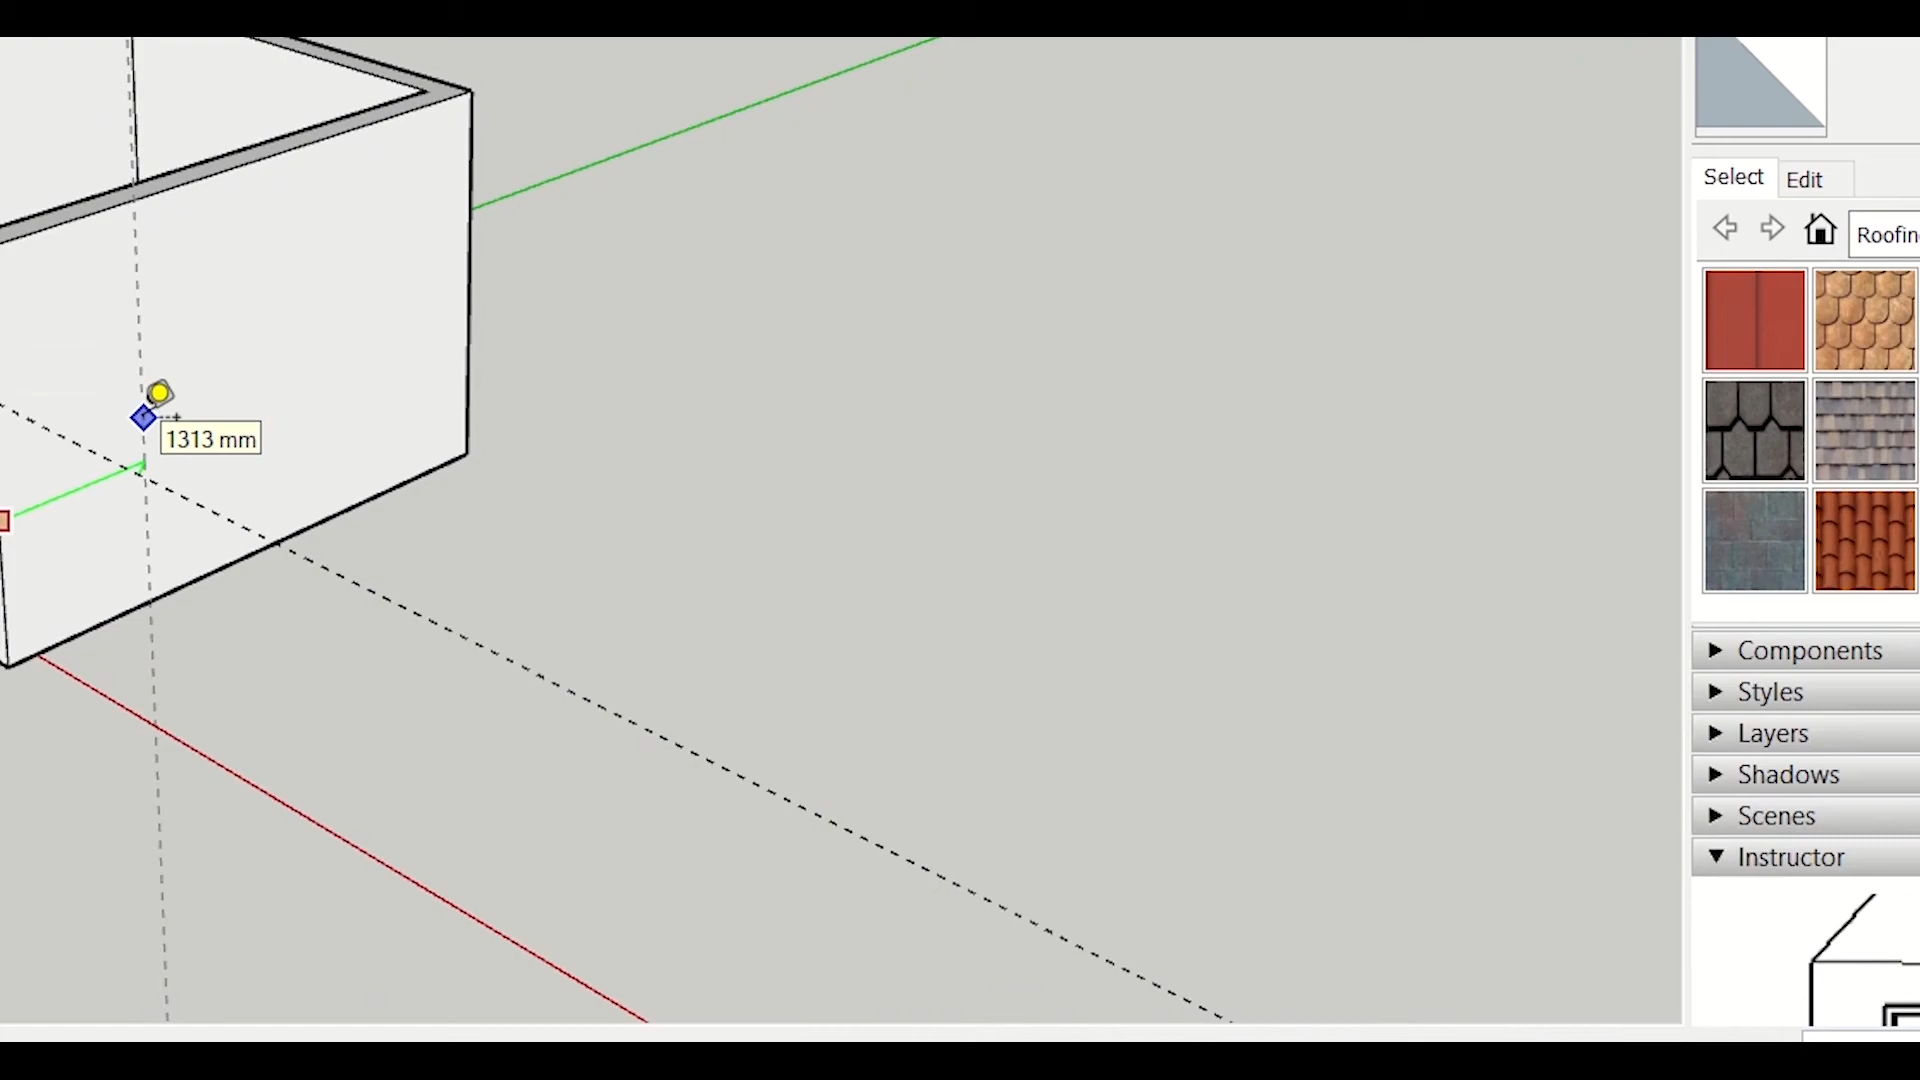 Select
Edit
Roofin
1313 mm
Components
Styles
Layers
Shadows
Scenes
Instructor